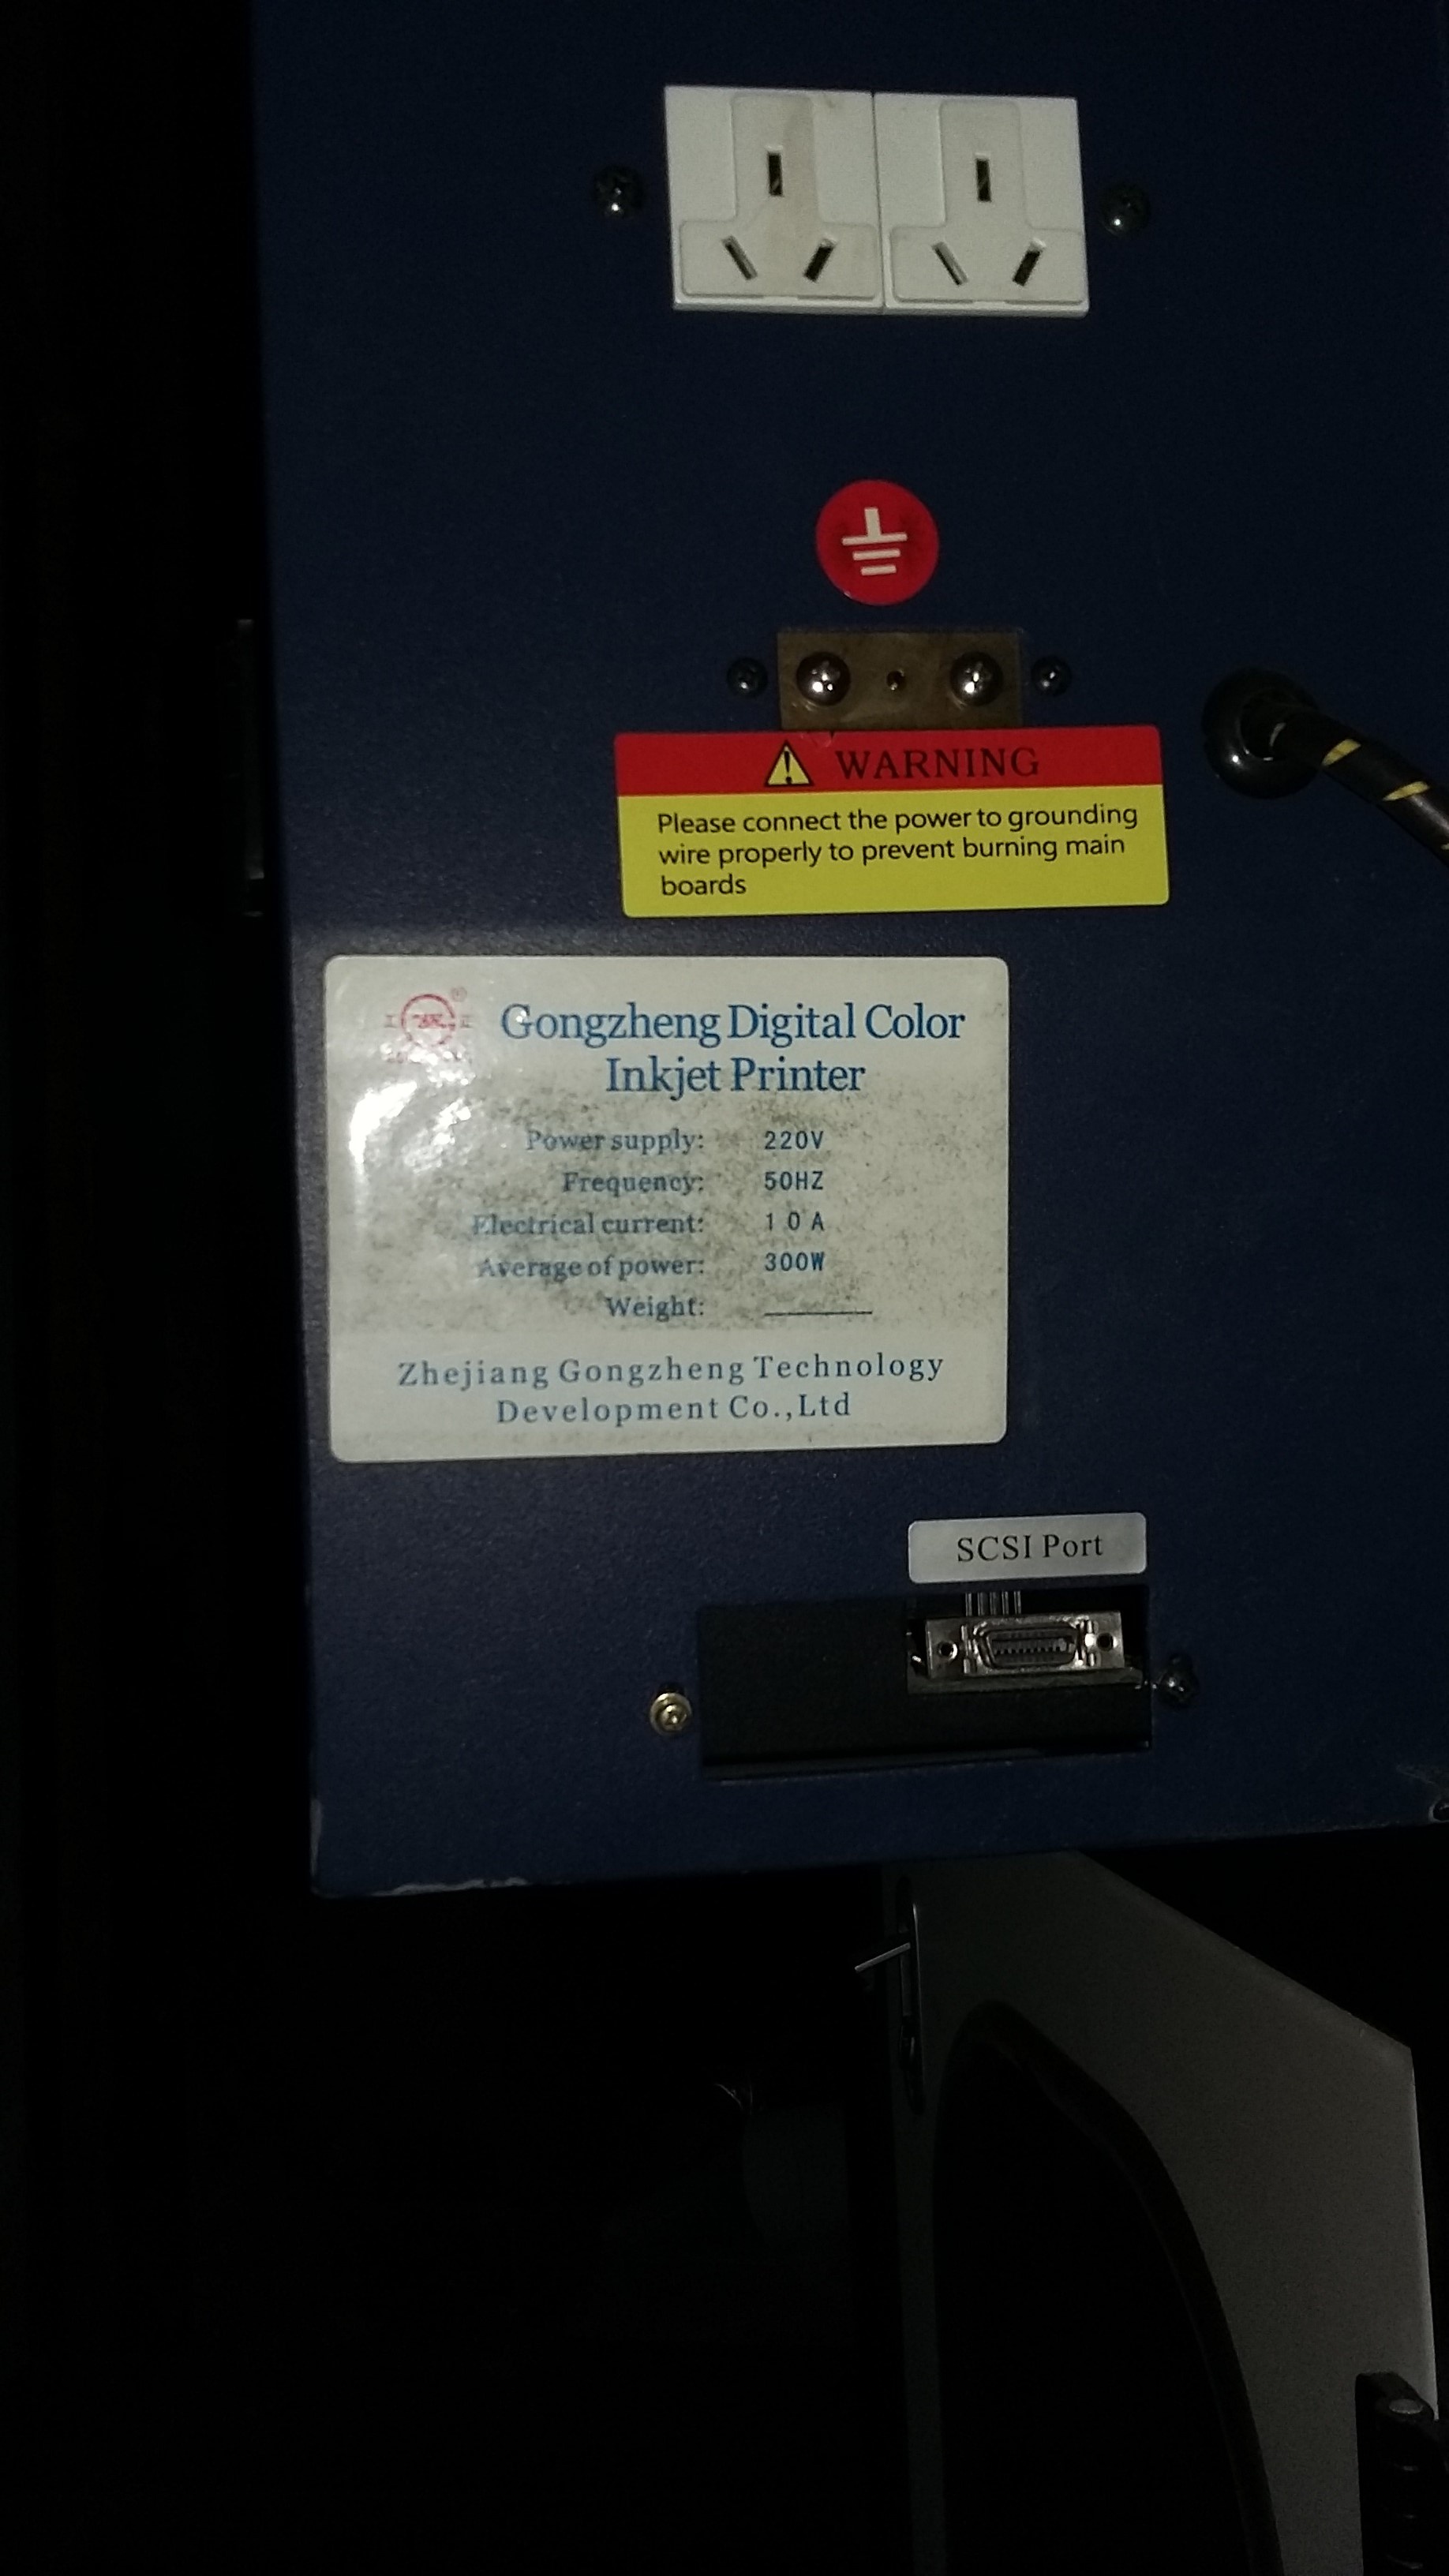 WARNING
Please connect the power to grounding
wire properly to prevent burning main
boards
Gongzheng Digital Color
Inkjet Printer
Power supply: 220V
Frequency: 50HZ
Electrical current: 10A
Average of power: 300W
Weight:
Zhejiang Gongzheng Technology
Development Co.,Ltd
SCSI Port